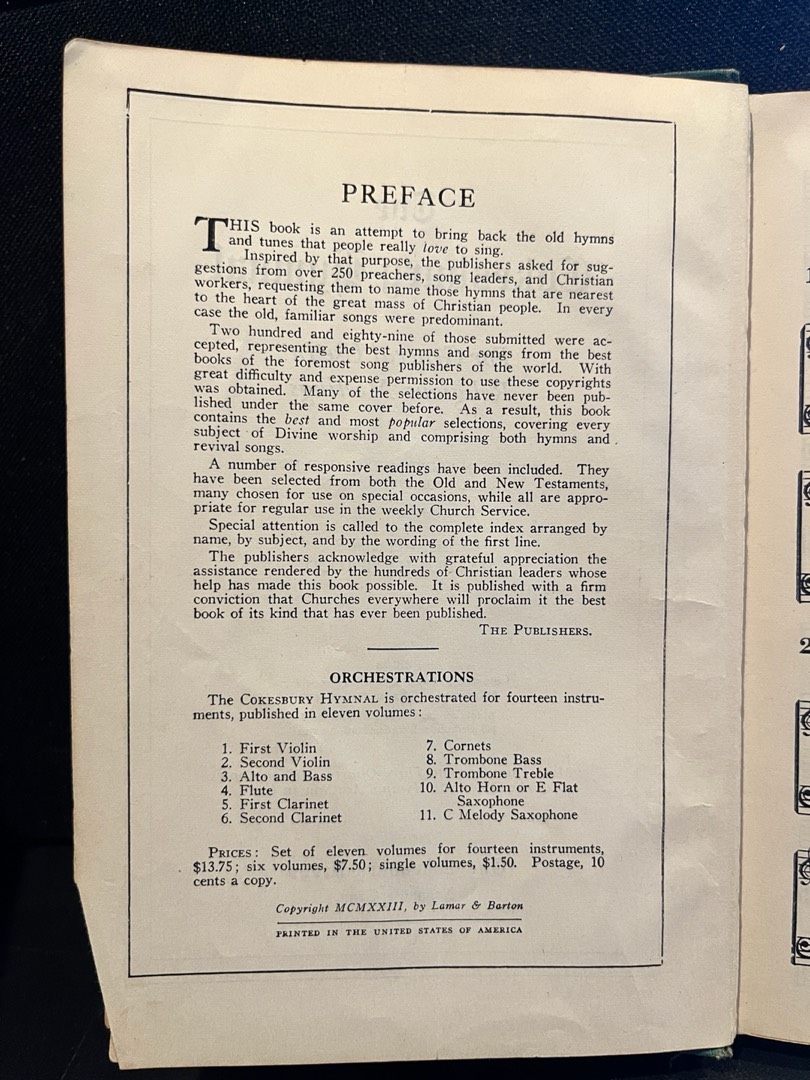 PREFACE
THIS book is an attempt to bring back the old hymns
and tunes that people really love to sing.
Inspired by that purpose, the publishers asked for sug-
gestions from over 250 preachers, song leaders, and Christian
workers, requesting them to name those hymns that are nearest
to the heart of the great mass of Christian people. In every
case the old, familiar songs were predominant.
Two hundred and eighty-nine of those submitted were ac-
cepted, representing the best hymns and songs from the best
books of the foremost song publishers of the world. With
great difficulty and expense permission to use these copyrights
was obtained. Many of the selections have never been pub-
lished under the same cover before. As a result, this book
contains the best and most popular selections, covering every
subject of Divine worship and comprising both hymns and
revival songs.
A number of responsive readings have been included. They
have been selected from both the Old and New Testaments,
many chosen for use on special occasions, while all are appro-
priate for regular use in the weekly Church Service.
Special attention is called to the complete index arranged by
name, by subject, and by the wording of the first line.
The publishers acknowledge with grateful appreciation the
assistance rendered by the hundreds of Christian leaders whose
help has made this book possible. It is published with a firm
conviction that Churches everywhere will proclaim it the best
book of its kind that has ever been published.
THE PUBLISHERS.
ORCHESTRATIONS
The COKESBURY HYMNAL is orchestrated for fourteen instru-
ments, published in eleven volumes:
1. First Violin
2. Second Violin
3. Alto and Bass
4. Flute
5. First Clarinet
6. Second Clarinet
7. Cornets
8. Trombone Bass
9. Trombone Treble
10. Alto Horn or E Flat
Saxophone
11. C Melody Saxophone
PRICES: Set of eleven volumes for fourteen instruments,
$13.75; six volumes, $7.50; single volumes, $1.50. Postage, 10
cents a copy.
Copyright MCMXXIII, by Lamar & Barton
PRINTED IN THE UNITED STATES OF AMERICA
2